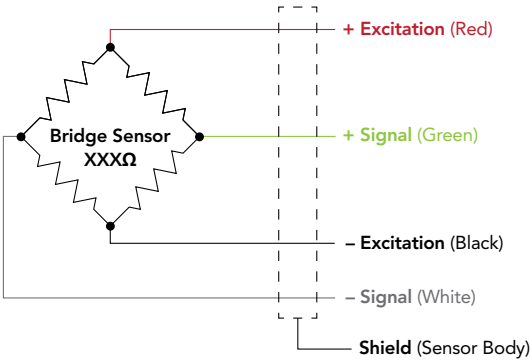 + Excitation (Red)
Bridge Sensor
XXXΩ
+ Signal (Green)
– Excitation (Black)
– Signal (White)
Shield (Sensor Body)